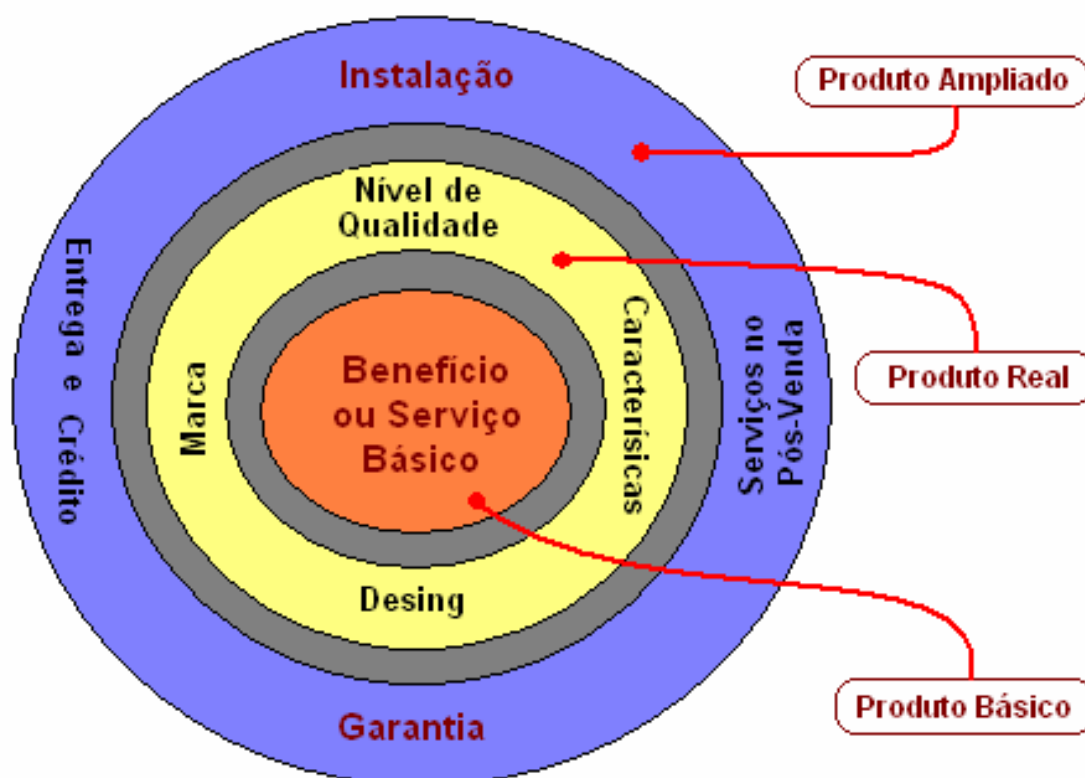 Instalação
Produto Ampliado
Nível de
Qualidade
Entrega e Crédito
Marca
Benefício
ou Serviço
Básico
Caracterísicas
Serviços no
Pós-Venda
Produto Real
Desing
Garantia
Produto Básico